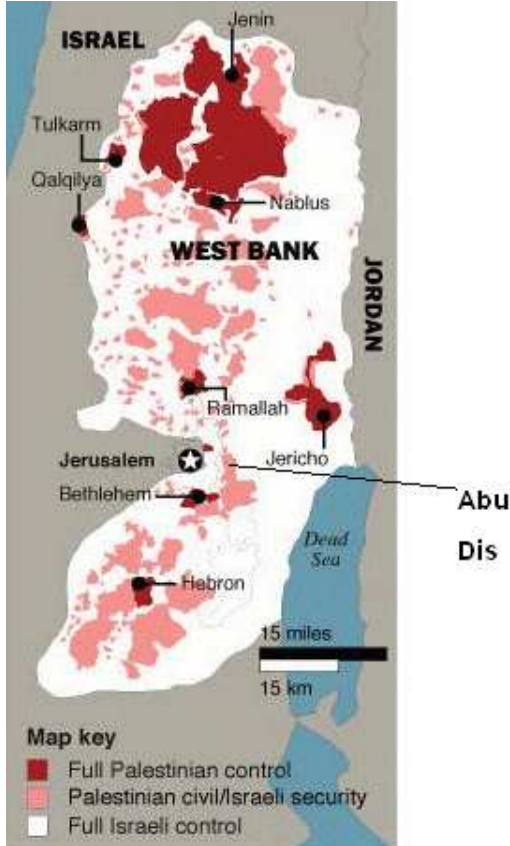 Jenin
ISRAEL
Tulkarm
Qalqilya
Nablus
WEST BANK
JORDAN
Ramallah
Jerusalem
Jericho
Bethlehem
Abu
Dis
Dead
Sea
Hebron
15 miles
15 km
Map key
Full Palestinian control
Palestinian civil/Israeli security
Full Israeli control